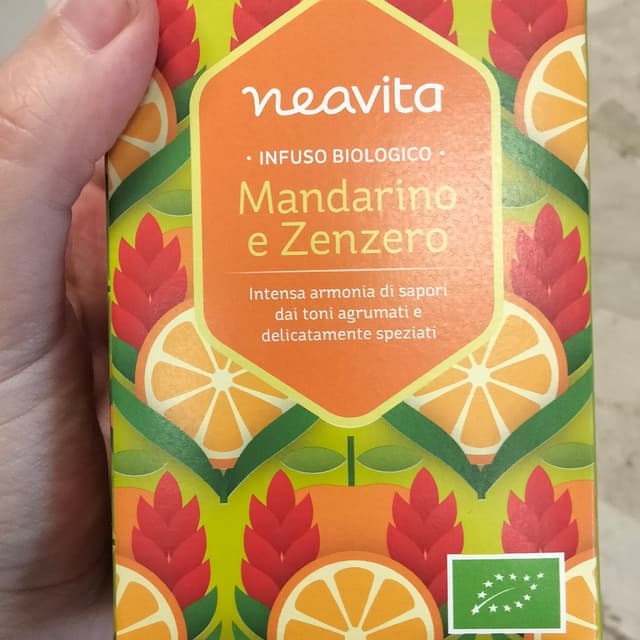 neavita
• INFUSO BIOLOGICO •
Mandarino
e Zenzero
Intensa armonia di sapori
dai toni agrumati e
delicatamente speziati